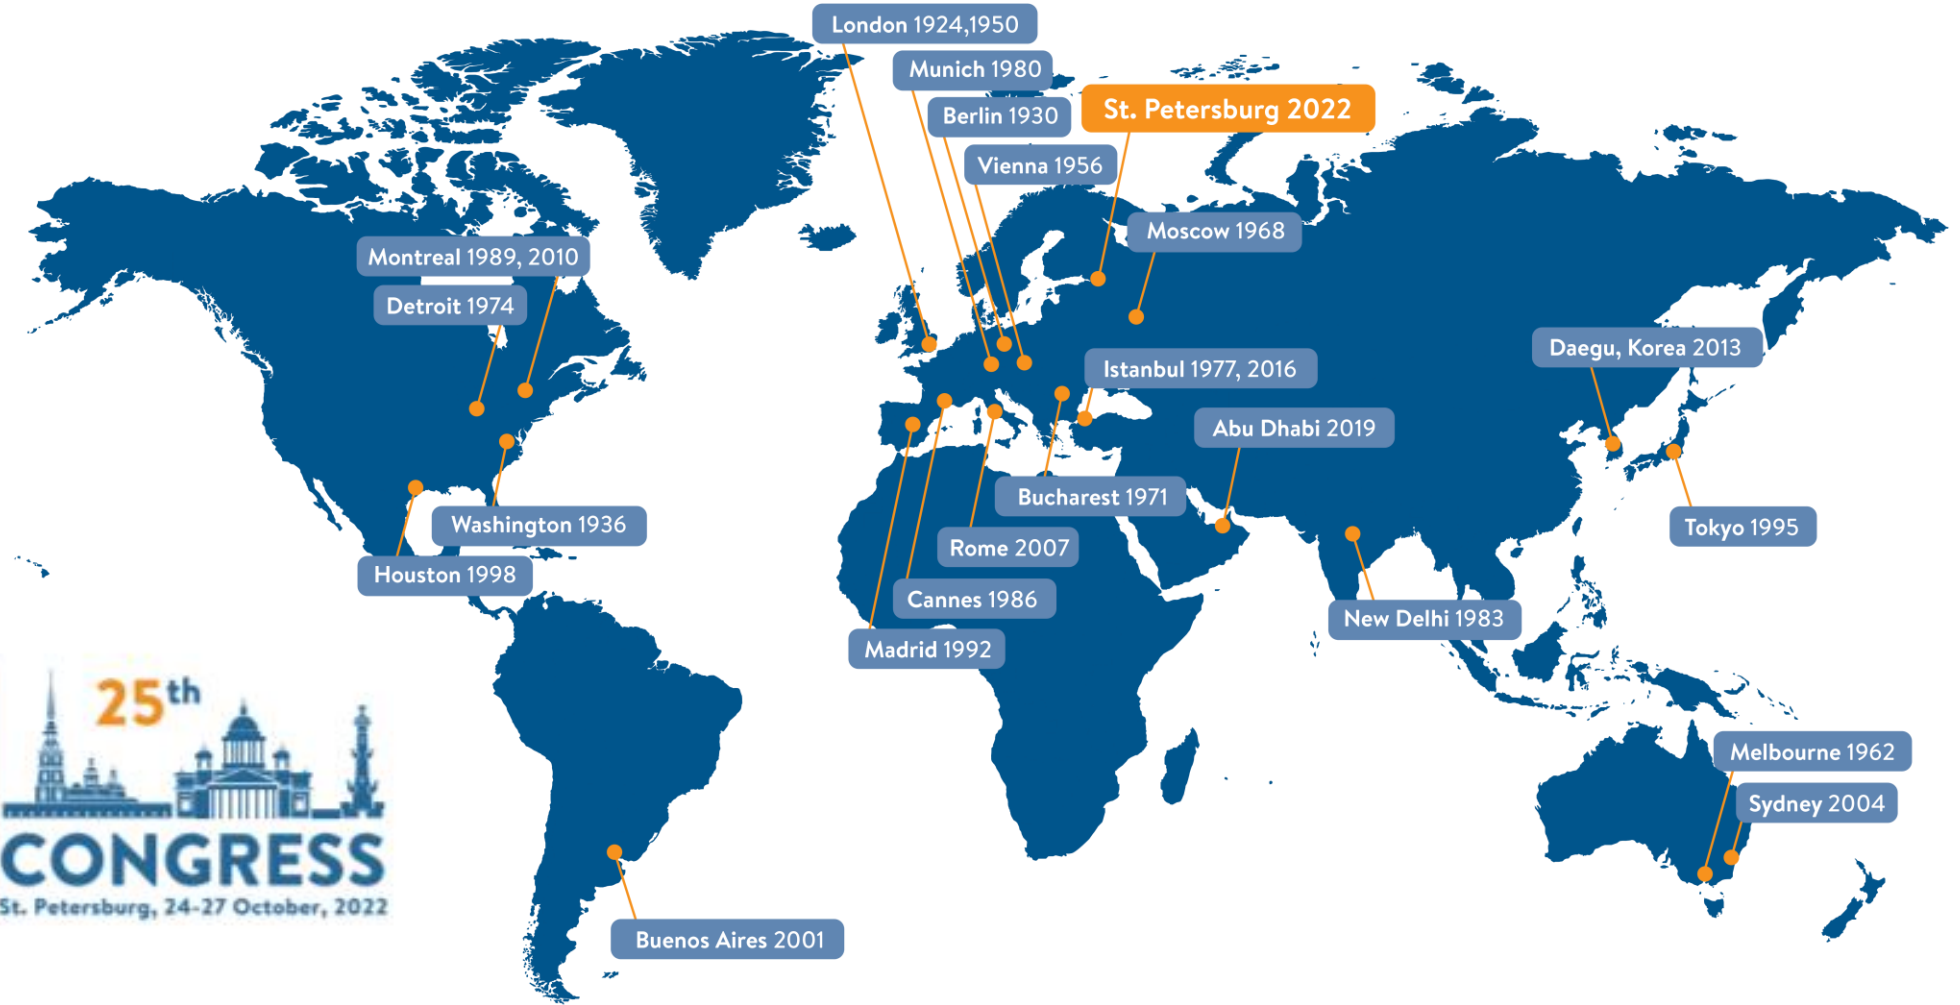 London 1924,1950
Munich 1980
Berlin 1930
St. Petersburg 2022
Vienna 1956
Moscow 1968
Montreal 1989, 2010
Detroit 1974
Daegu, Korea 2013
Istanbul 1977, 2016
Abu Dhabi 2019
Bucharest 1971
Washington 1936
Tokyo 1995
Rome 2007
Houston 1998
Cannes 1986
New Delhi 1983
Madrid 1992
25th
CONGRESS
St. Petersburg, 24-27 October, 2022
Melbourne 1962
Sydney 2004
Buenos Aires 2001